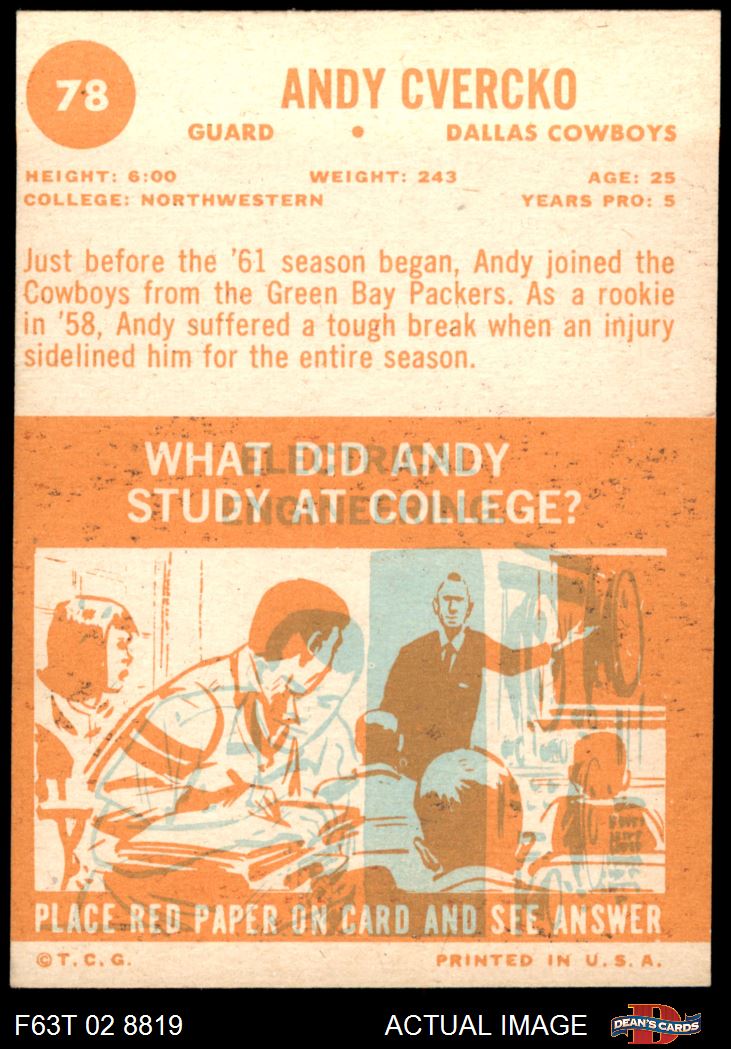 78
ANDY CVERCKO
GUARD • DALLAS COWBOYS
HEIGHT: 6:00 WEIGHT: 243 AGE: 25
COLLEGE: NORTHWESTERN YEARS PRO: 5
Just before the '61 season began, Andy joined the
Cowboys from the Green Bay Packers. As a rookie
in '58, Andy suffered a tough break when an injury
sidelined him for the entire season.
WHAT DID ANDY
STUDY AT COLLEGE?
ELECTRICAL
ENGINEERING
PLACE RED PAPER ON CARD AND SEE ANSWER
© T.C.G. PRINTED IN U.S.A.
F63T 02 8819 ACTUAL IMAGE DEAN'S CARDS